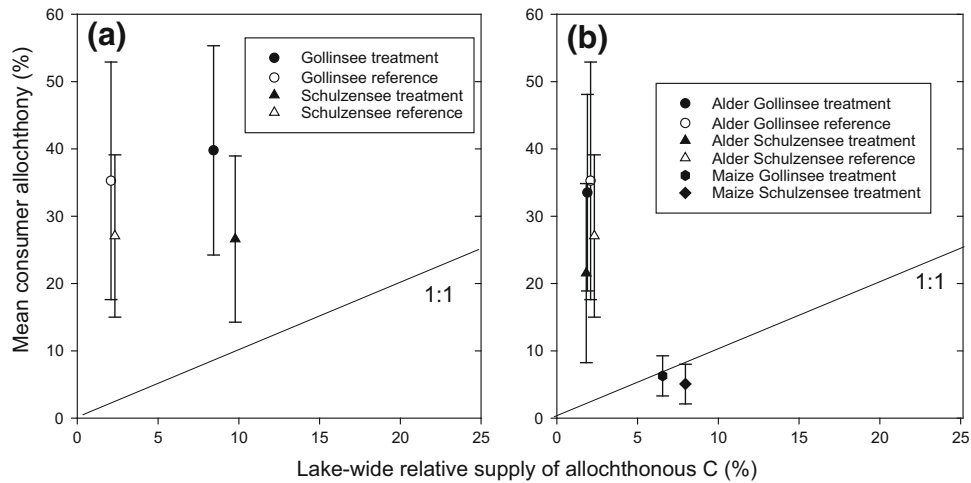 (a)
(b)
Gollinsee treatment
Gollinsee reference
Schulzensee treatment
Schulzensee reference
Alder Gollinsee treatment
Alder Gollinsee reference
Alder Schulzensee treatment
Alder Schulzensee reference
Maize Gollinsee treatment
Maize Schulzensee treatment
Mean consumer allochthony (%)
60
50
40
30
20
10
0
0 5 10 15 20 25
1:1
60
50
40
30
20
10
0
0 5 10 15 20 25
1:1
Lake-wide relative supply of allochthonous C (%)